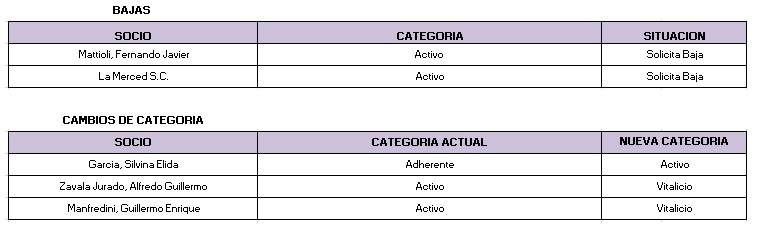 BAJAS
SOCIO CATEGORIA SITUACION
Mattioli, Fernando Javier Activo Solicita Baja
La Merced S.C. Activo Solicita Baja
CAMBIOS DE CATEGORIA
SOCIO CATEGORIA ACTUAL NUEVA CATEGORIA
Garcia, Silvina Elida Adherente Activo
Zavala Jurado, Alfredo Guillermo Activo Vitalicio
Manfredini, Guillermo Enrique Activo Vitalicio